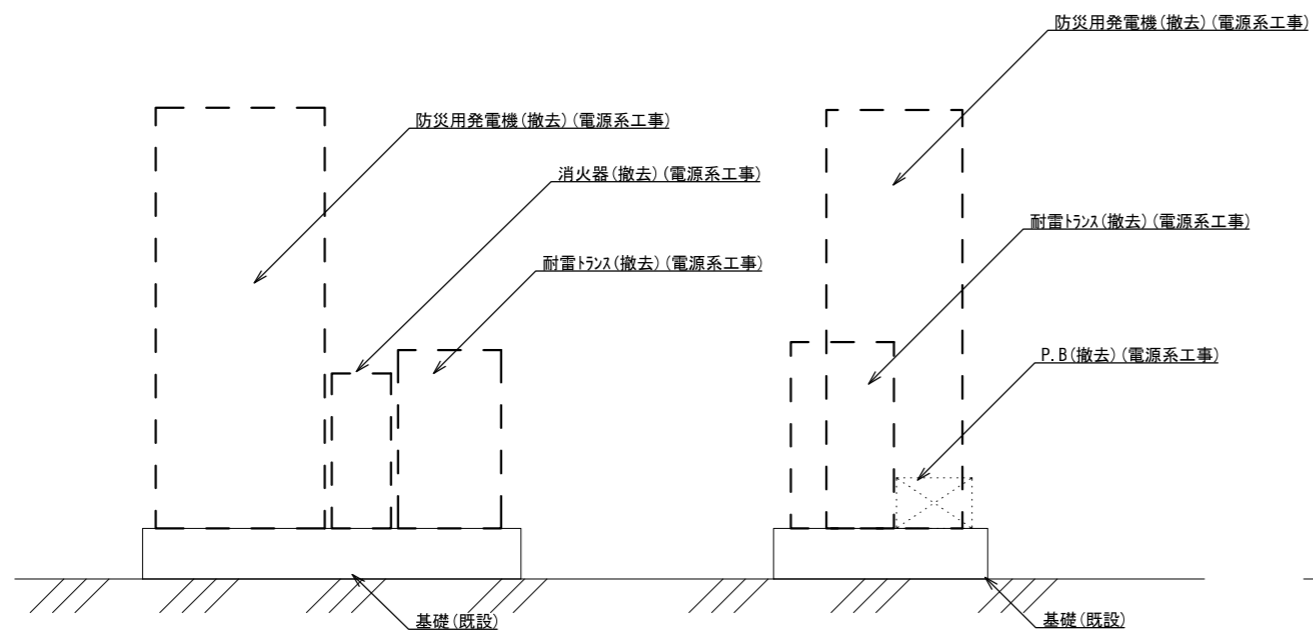 防災用発電機(撤去)(電源系工事)
消火器(撤去)(電源系工事)
耐雷ﾄﾗﾝｽ(撤去)(電源系工事)
基礎(既設)
防災用発電機(撤去)(電源系工事)
耐雷ﾄﾗﾝｽ(撤去)(電源系工事)
P.B(撤去)(電源系工事)
基礎(既設)